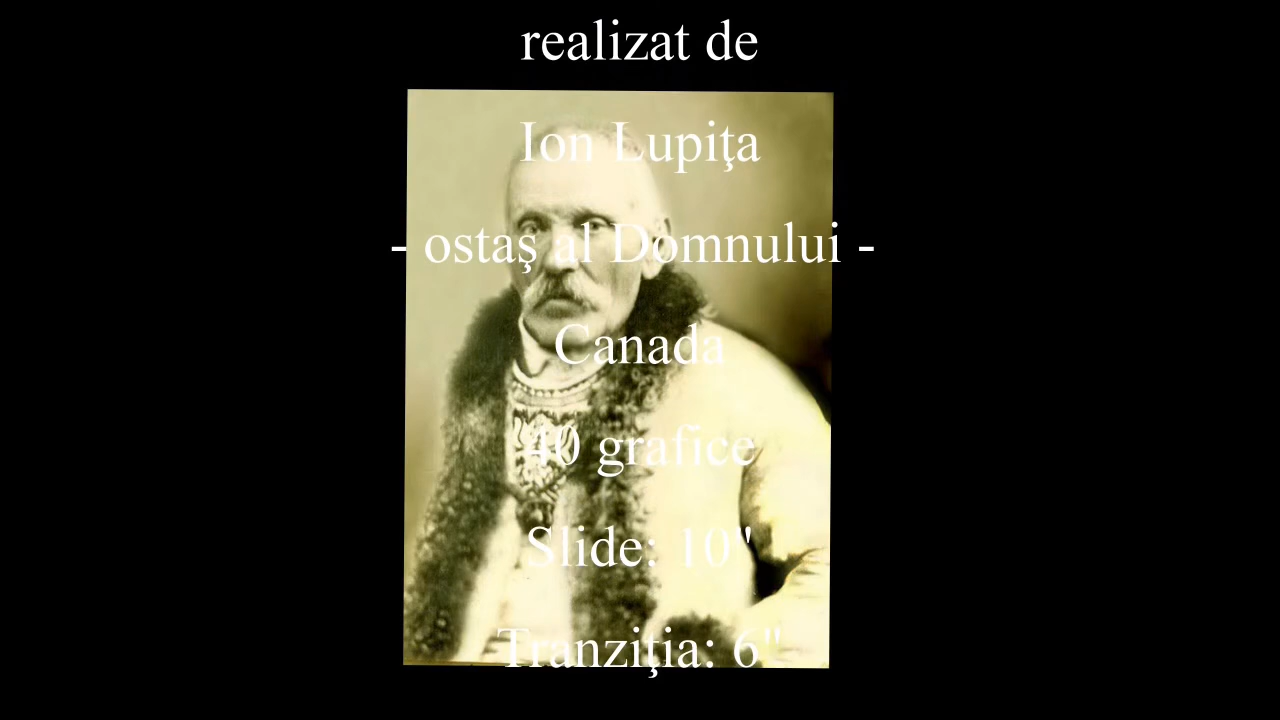 realizat de
Ion Lupiţa
- ostaş al Domnului -
Canada
40 grafice
Slide: 10"
Tranziţia: 6"